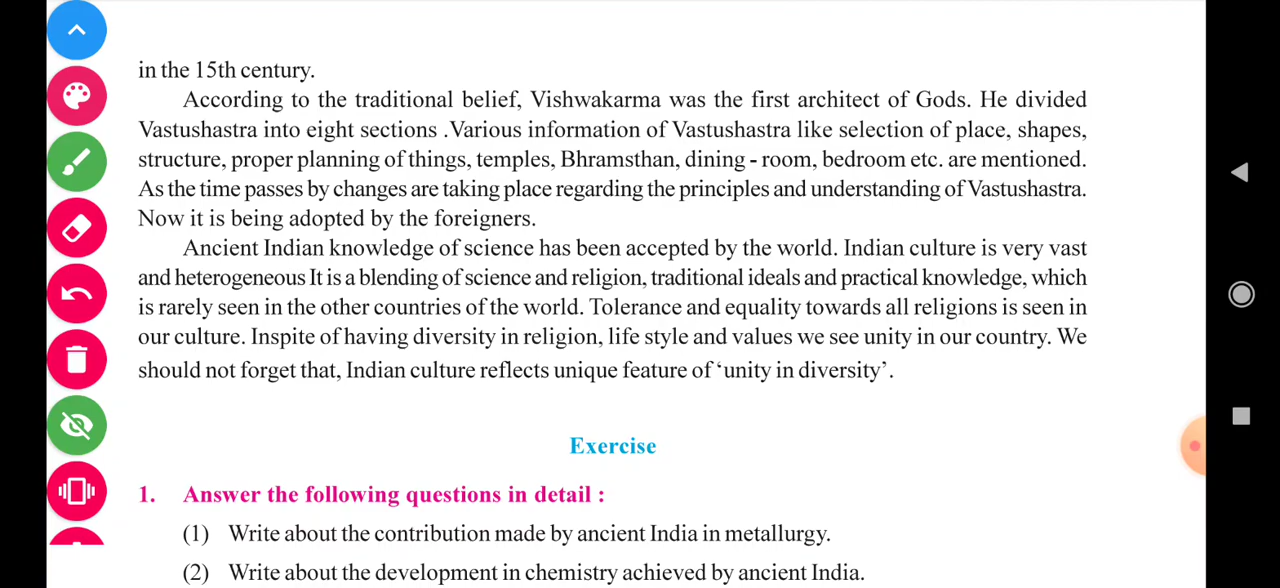 in the 15th century.
According to the traditional belief, Vishwakarma was the first architect of Gods. He divided
Vastushastra into eight sections .Various information of Vastushastra like selection of place, shapes,
structure, proper planning of things, temples, Bhramsthan, dining - room, bedroom etc. are mentioned.
As the time passes by changes are taking place regarding the principles and understanding of Vastushastra.
Now it is being adopted by the foreigners.
Ancient Indian knowledge of science has been accepted by the world. Indian culture is very vast
and heterogeneous It is a blending of science and religion, traditional ideals and practical knowledge, which
is rarely seen in the other countries of the world. Tolerance and equality towards all religions is seen in
our culture. Inspite of having diversity in religion, life style and values we see unity in our country. We
should not forget that, Indian culture reflects unique feature of ‘unity in diversity’.
Exercise
1. Answer the following questions in detail :
(1) Write about the contribution made by ancient India in metallurgy.
(2) Write about the development in chemistry achieved by ancient India.